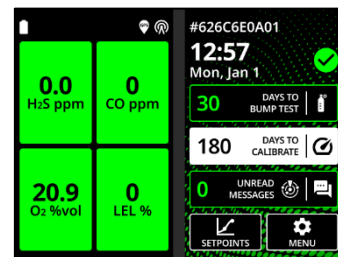 0.0
H2S ppm
0
CO ppm
20.9
O2 %vol
0
LEL %
#626C6E0A01
12:57
Mon, Jan 1
30
DAYS TO
BUMP TEST
180
DAYS TO
CALIBRATE
0
UNREAD
MESSAGES
SETPOINTS
MENU